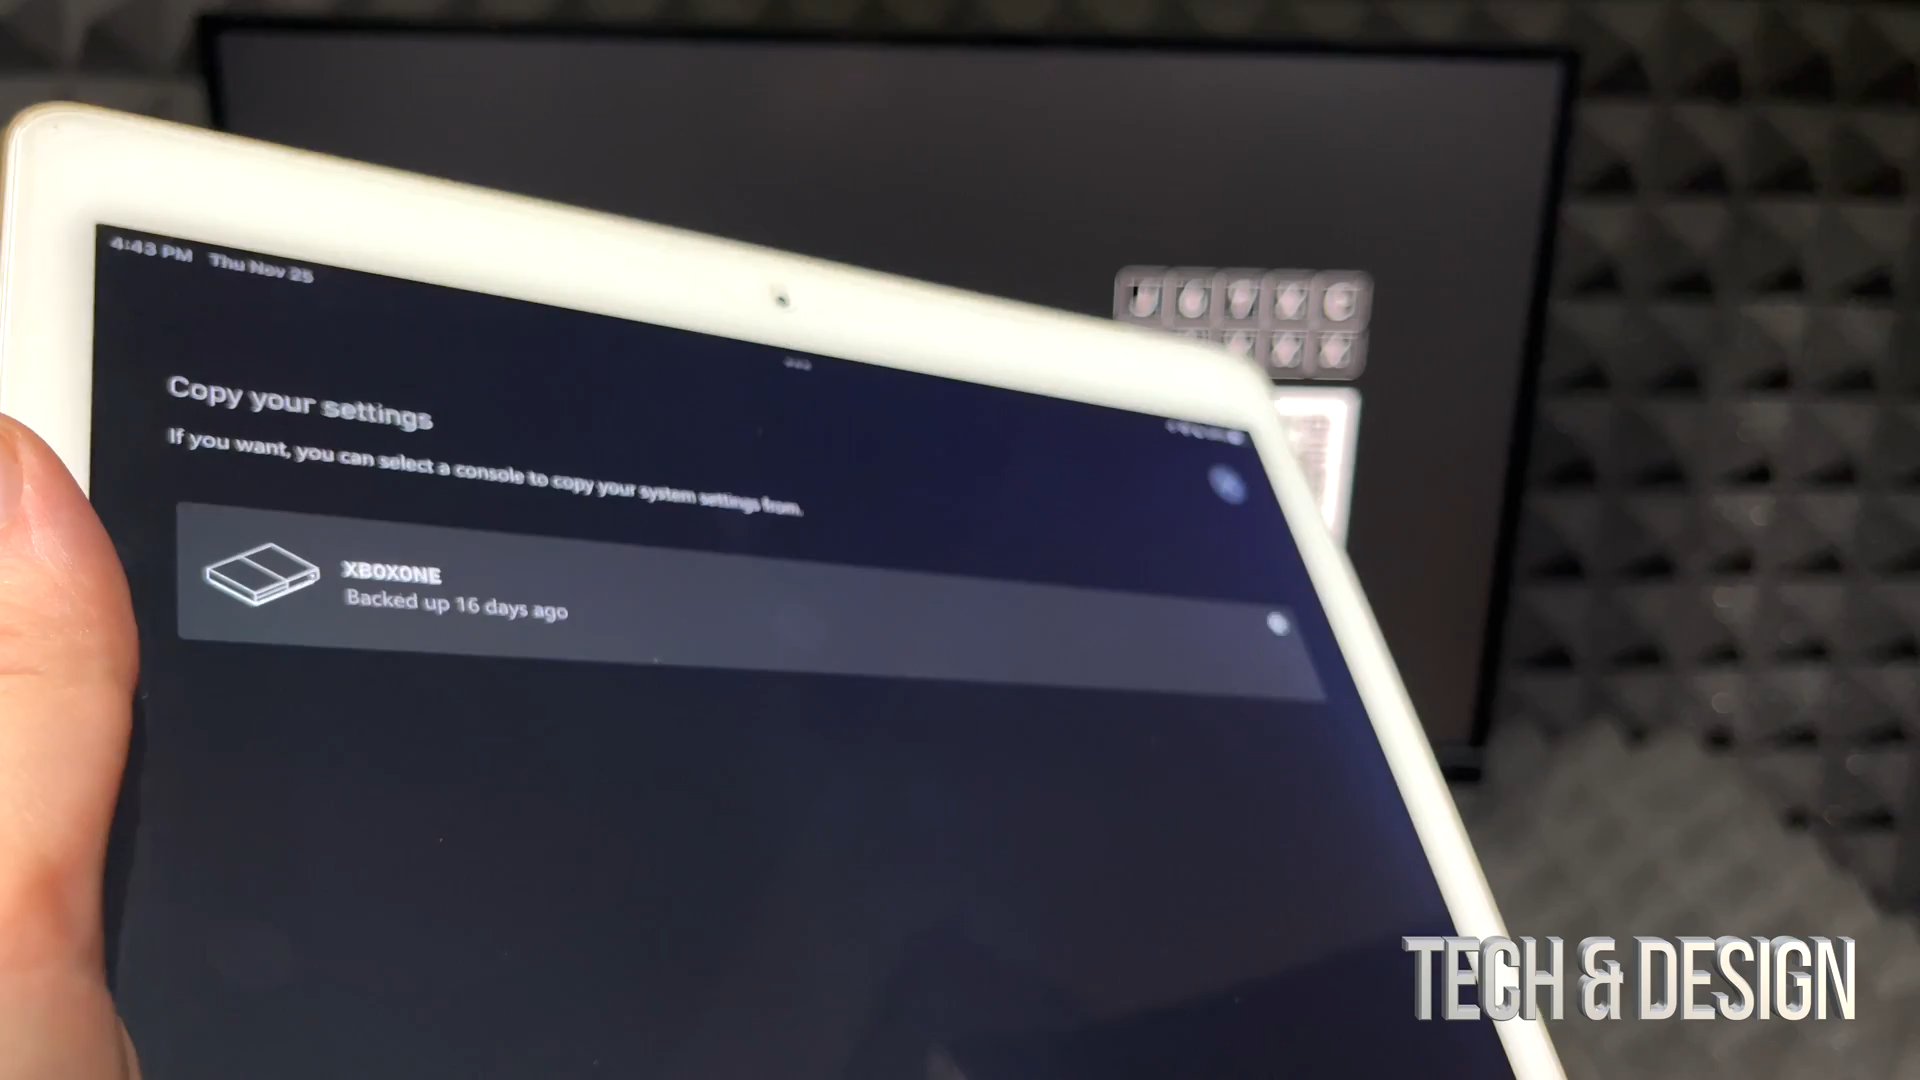 4:43 PM Thu Nov 25
Copy your settings
If you want, you can select a console to copy your system settings from.
XBOXONE
Backed up 16 days ago
TECH & DESIGN